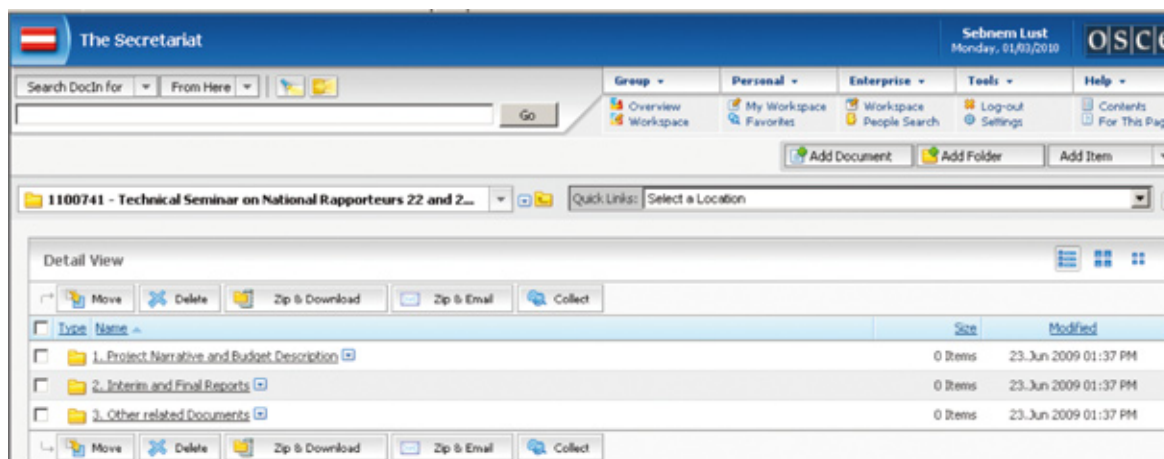 The Secretariat
Sebnem Lust
Monday, 01/03/2010
OSCE
Search DocIn for From Here
Go
Group Personal Enterprise Tools Help
Overview My Workspace Workspace Log-out Contents
Workspace Favorites People Search Settings For This Pag
Add Document Add Folder Add Item
1100741 - Technical Seminar on National Rapporteurs 22 and 2... Quick Links: Select a Location
Detail View
Move Delete Zip & Download Zip & Email Collect
Type Name Size Modified
1. Project Narrative and Budget Description 0 Items 23.Jun 2009 01:37 PM
2. Interim and Final Reports 0 Items 23.Jun 2009 01:37 PM
3. Other related Documents 0 Items 23.Jun 2009 01:37 PM
Move Delete Zip & Download Zip & Email Collect